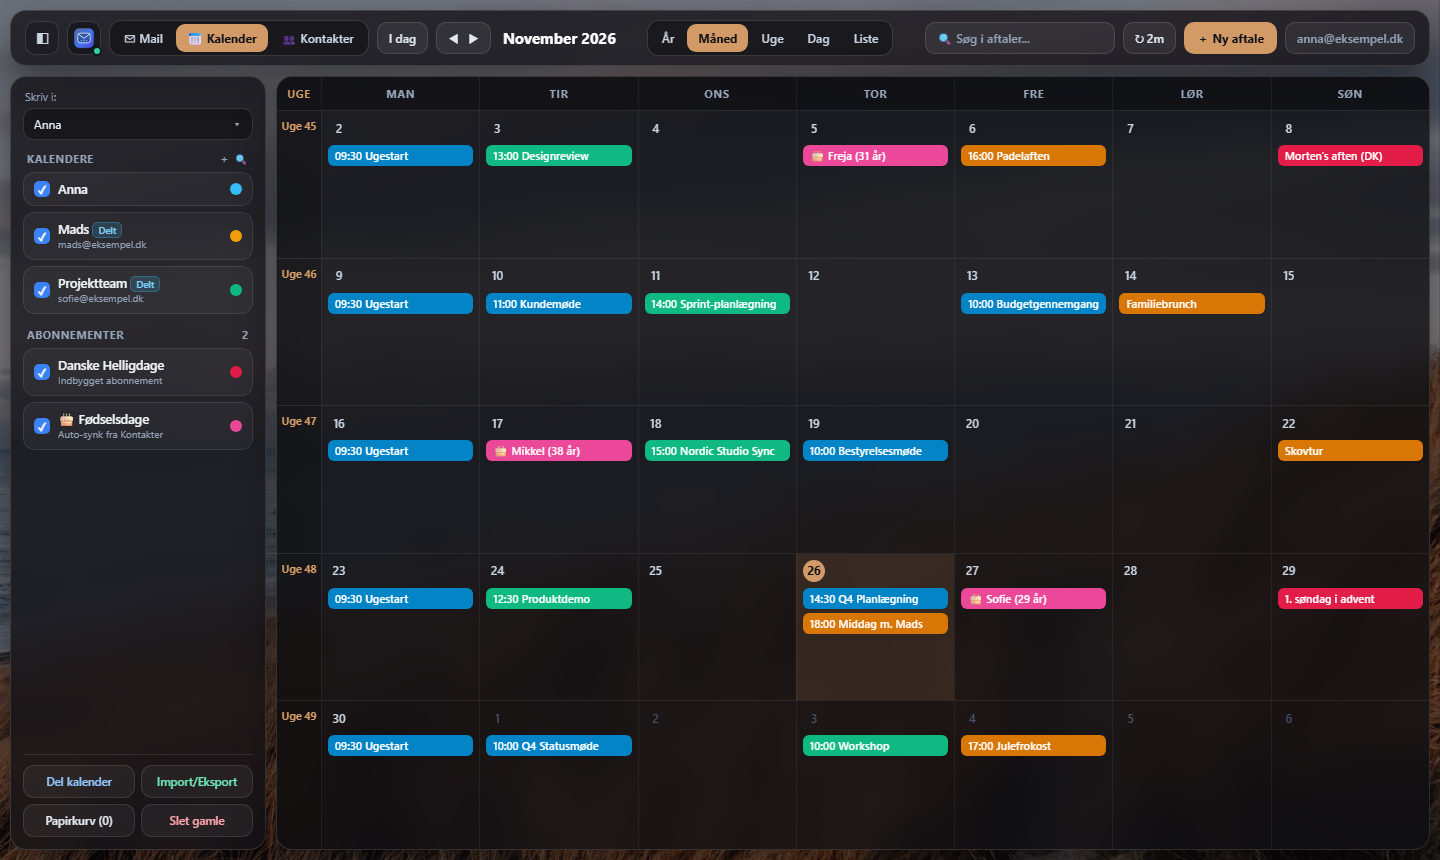 Mail
Kalender
Kontakter
I dag
November 2026
År
Måned
Uge
Dag
Liste
Søg i aftaler...
↻ 2m
+ Ny aftale
anna@eksempel.dk
Skriv i:
Anna
KALENDERE +
Anna
Mads Delt
mads@eksempel.dk
Projektteam Delt
sofie@eksempel.dk
ABONNEMENTER 2
Danske Helligdage
Indbygget abonnement
Fødselsdage
Auto-synk fra Kontakter
Del kalender
Import/Eksport
Papirkurv (0)
Slet gamle
UGE MAN TIR ONS TOR FRE LØR SØN
Uge 45 2 3 4 5 6 7 8
09:30 Ugestart
13:00 Designreview
Freja (31 år)
16:00 Padelaften
Morten's aften (DK)
Uge 46 9 10 11 12 13 14 15
09:30 Ugestart
11:00 Kundemøde
14:00 Sprint-planlægning
10:00 Budgetgennemgang
Familiebrunch
Uge 47 16 17 18 19 20 21 22
09:30 Ugestart
Mikkel (38 år)
15:00 Nordic Studio Sync
10:00 Bestyrelsesmøde
Skovtur
Uge 48 23 24 25 26 27 28 29
09:30 Ugestart
12:30 Produktdemo
14:30 Q4 Planlægning
18:00 Middag m. Mads
Sofie (29 år)
1. søndag i advent
Uge 49 30 1 2 3 4 5 6
09:30 Ugestart
10:00 Q4 Statusmøde
10:00 Workshop
17:00 Julefrokost